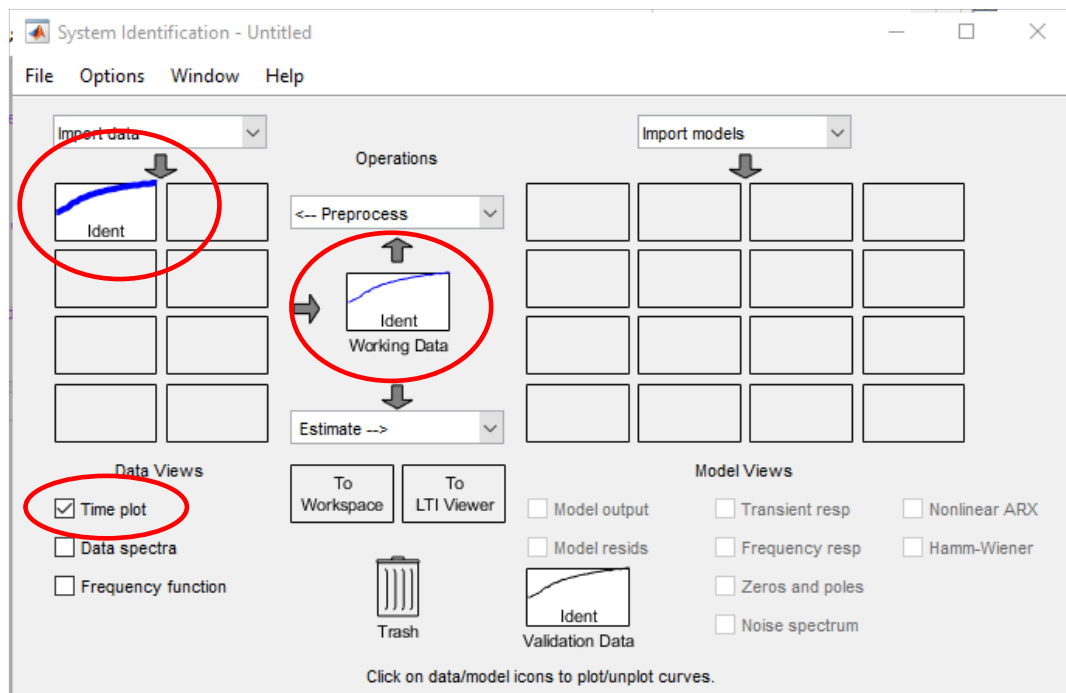 System Identification - Untitled
File Options Window Help
Import data
Import models
Operations
<-- Preprocess
Ident
Ident
Working Data
Estimate -->
Data Views
Model Views
To
Workspace
To
LTI Viewer
Time plot
Data spectra
Frequency function
Model output
Transient resp
Nonlinear ARX
Model resids
Frequency resp
Hamm-Wiener
Zeros and poles
Noise spectrum
Trash
Ident
Validation Data
Click on data/model icons to plot/unplot curves.